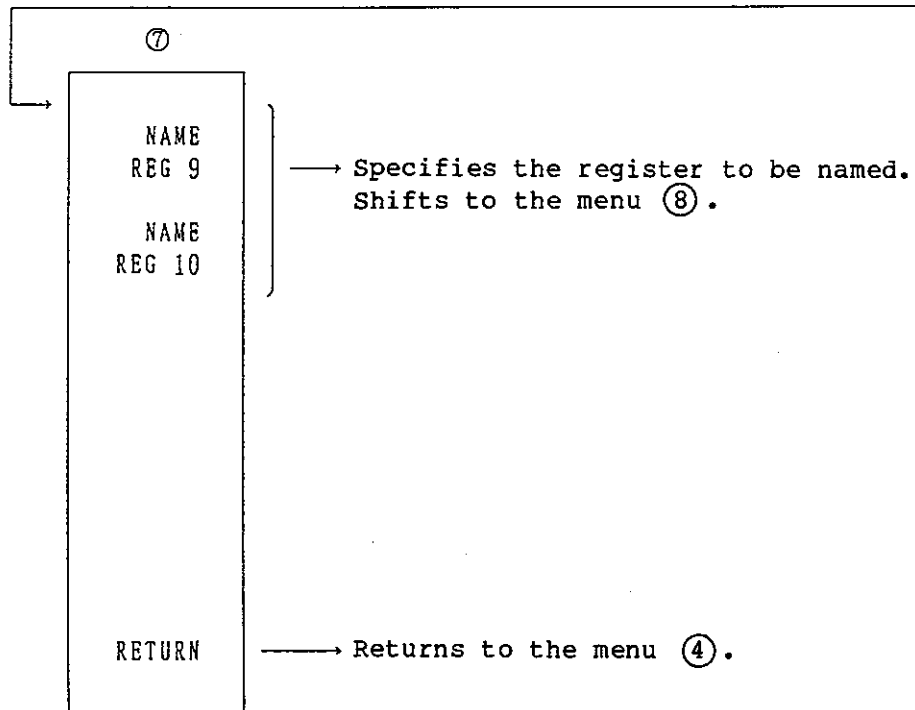 ⑦
NAME
REG 9
NAME
REG 10
Specifies the register to be named.
Shifts to the menu ⑧.
RETURN
Returns to the menu ④.